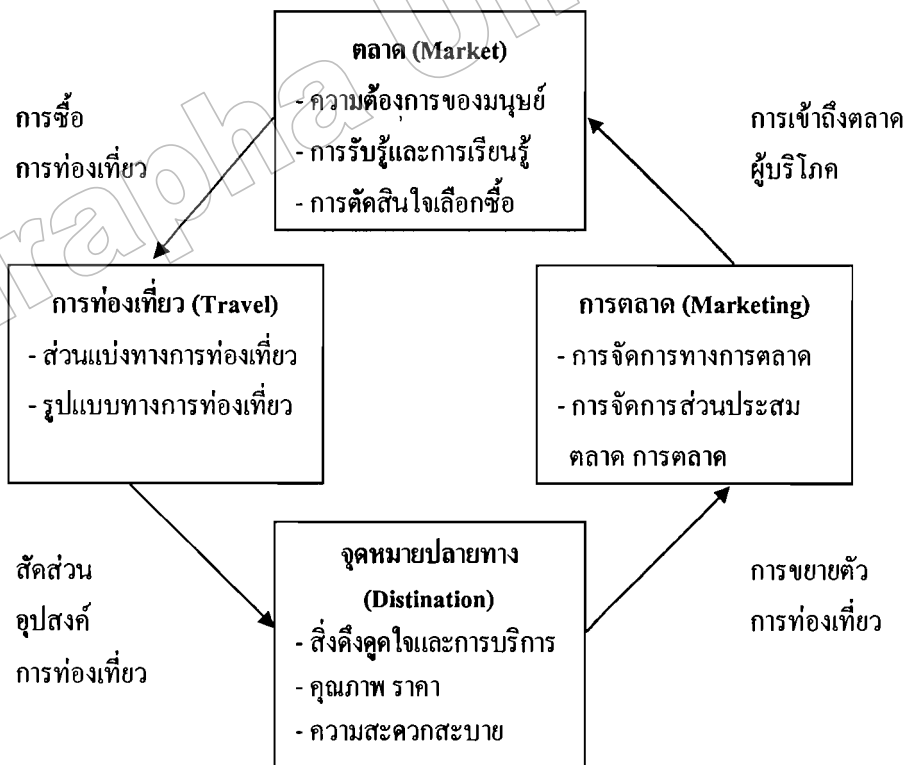 ตลาด (Market)
- ความต้องการของมนุษย์
- การรับรู้และการเรียนรู้
- การตัดสินใจเลือกซื้อ
การซื้อ
การท่องเที่ยว
การเข้าถึงตลาด
ผู้บริโภค
การท่องเที่ยว (Travel)
- ส่วนแบ่งทางการท่องเที่ยว
- รูปแบบทางการท่องเที่ยว
การตลาด (Marketing)
- การจัดการทางการตลาด
- การจัดการส่วนประสม
ตลาด การตลาด
สัดส่วน
อุปสงค์
การท่องเที่ยว
จุดหมายปลายทาง
(Distination)
- สิ่งดึงดูดใจและการบริการ
- คุณภาพ ราคา
- ความสะดวกสบาย
การขยายตัว
การท่องเที่ยว